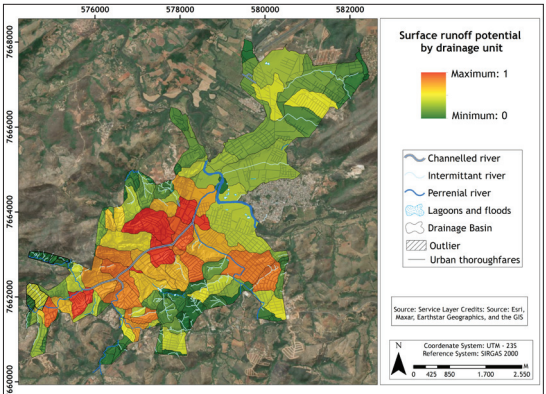 576000 578000 580000 582000
7668000
7666000
7664000
7662000
7660000
Surface runoff potential
by drainage unit
Maximum: 1
Minimum: 0
Channelled river
Intermittant river
Perrenial river
Lagoons and floods
Drainage Basin
Outlier
Urban thoroughfares
Source: Service Layer Credits: Source: Esri,
Maxar, Earthstar Geographics, and the GIS
N
Coordenate System: UTM - 23S
Reference System: SIRGAS 2000
M
0 425 850 1.700 2.550